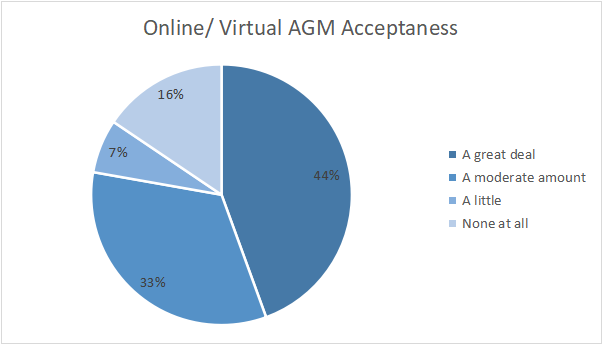 Online/ Virtual AGM Acceptaness
16%
7%
44%
33%
A great deal
A moderate amount
A little
None at all